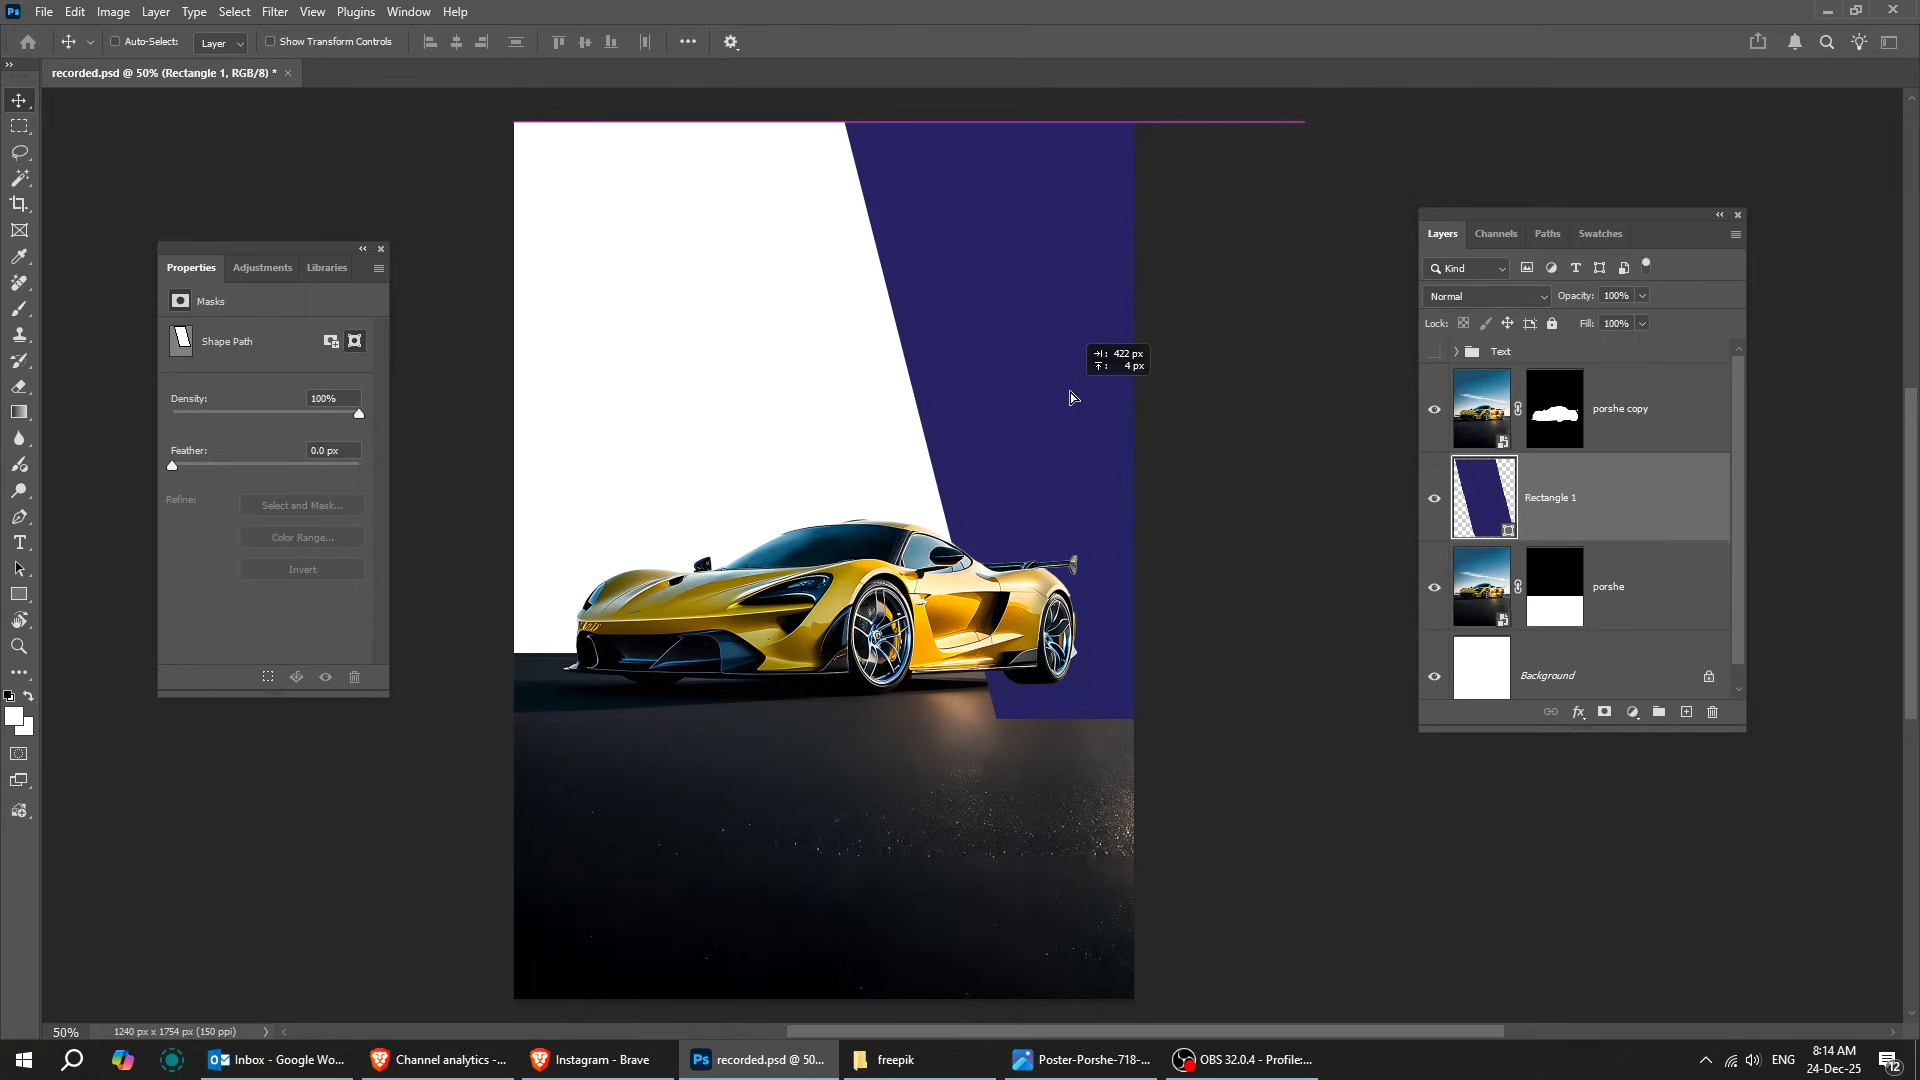 Ps File Edit Image Layer Type Select Filter View Plugins Window Help
Auto-Select: Layer Show Transform Controls
recorded.psd @ 50% (Rectangle 1, RGB/8) *
Properties Adjustments Libraries
Masks
Shape Path
Density: 100%
Feather: 0.0 px
Refine: Select and Mask...
Color Range...
Invert
422 px
4 px
Layers Channels Paths Swatches
Kind
Normal Opacity: 100%
Lock: Fill: 100%
Text
porshe copy
Rectangle 1
porshe
Background
fx
50% 1240 px x 1754 px (150 ppi)
Inbox - Google Wo... Channel analytics -... Instagram - Brave Ps recorded.psd @ 50... freepik Poster-Porshe-718-... OBS 32.0.4 - Profile:... ENG 8:14 AM
24-Dec-25 12